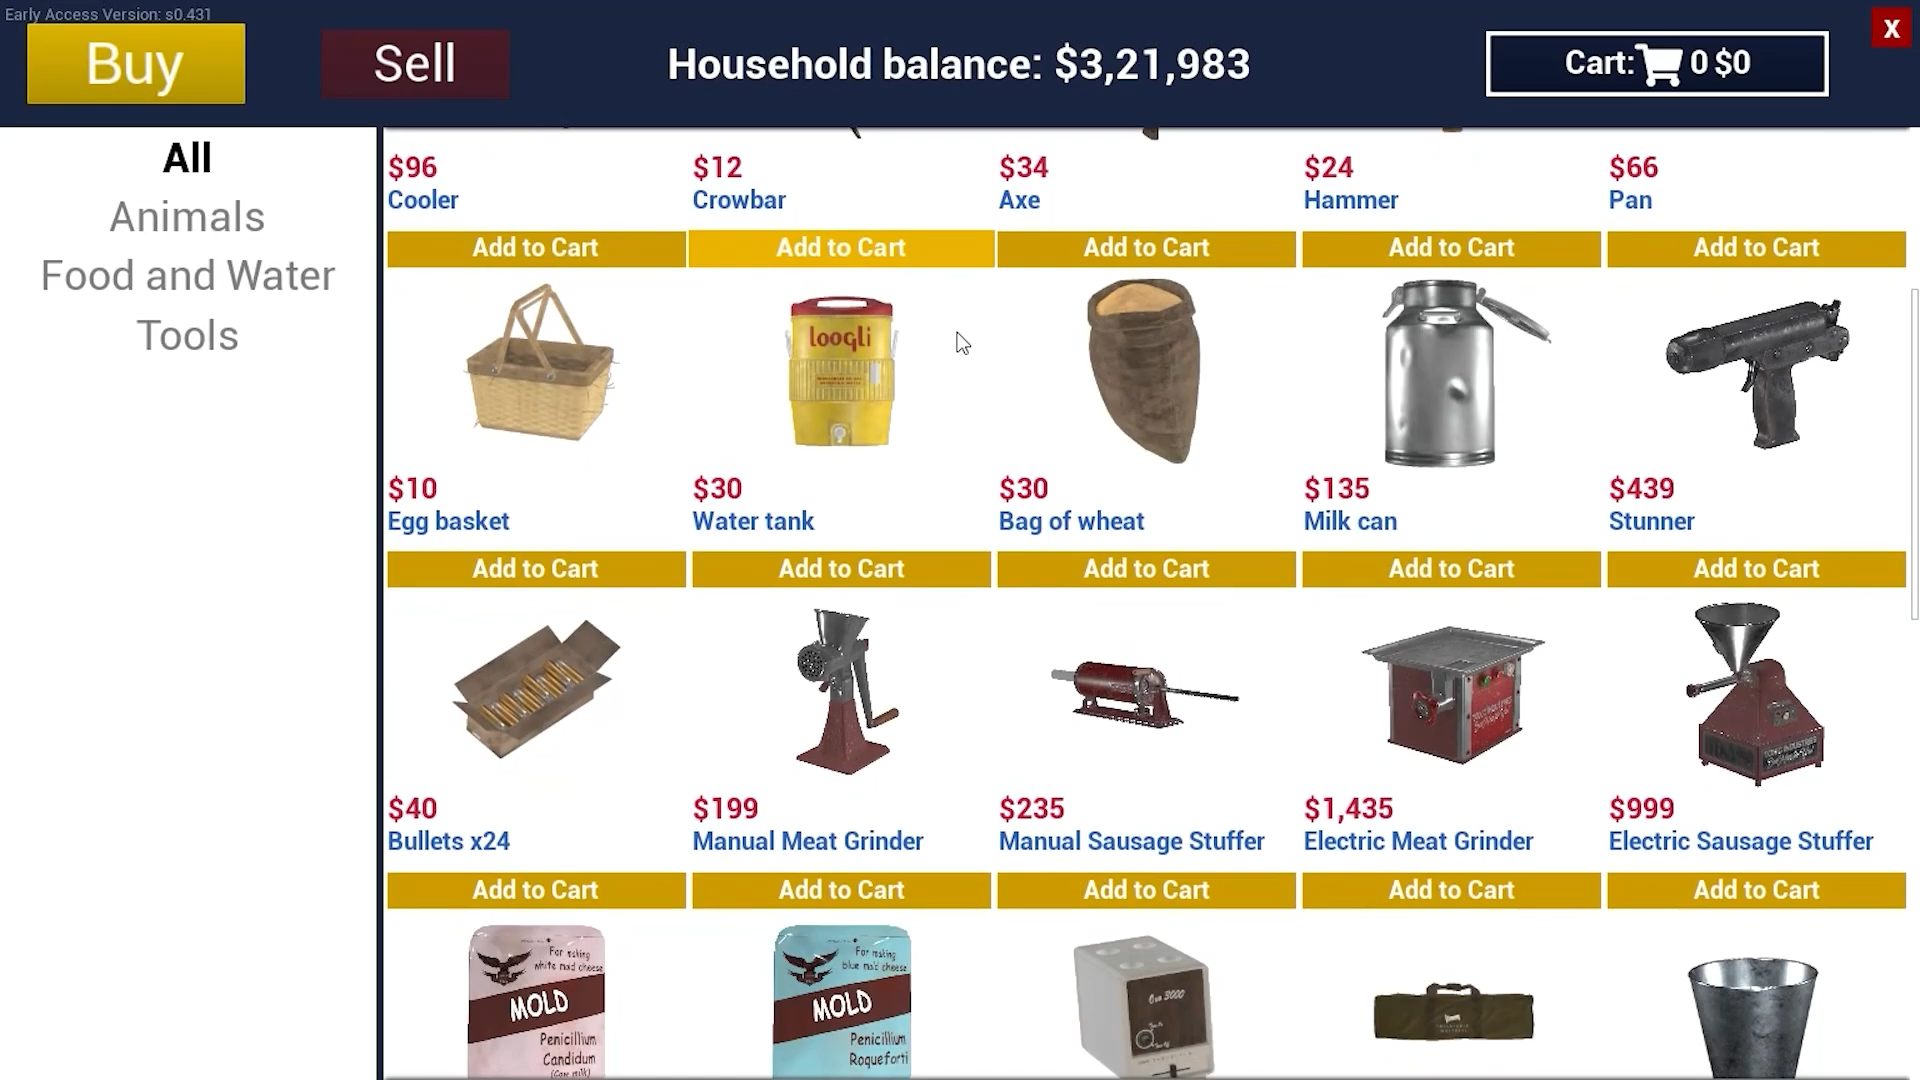 Early Access Version: s0.431
Buy
Sell
Household balance: $3,21,983
Cart: 0 $0
X
All
Animals
Food and Water
Tools
$96
Cooler
Add to Cart
$12
Crowbar
Add to Cart
$34
Axe
Add to Cart
$24
Hammer
Add to Cart
$66
Pan
Add to Cart
loogli
$10
Egg basket
Add to Cart
$30
Water tank
Add to Cart
$30
Bag of wheat
Add to Cart
$135
Milk can
Add to Cart
$439
Stunner
Add to Cart
$40
Bullets x24
Add to Cart
$199
Manual Meat Grinder
Add to Cart
$235
Manual Sausage Stuffer
Add to Cart
$1,435
Electric Meat Grinder
Add to Cart
$999
Electric Sausage Stuffer
Add to Cart
For making
white mold cheese
MOLD
Penicillium
Candidum
(Cow milk)
For making
blue mold cheese
MOLD
Penicillium
Roqueforti